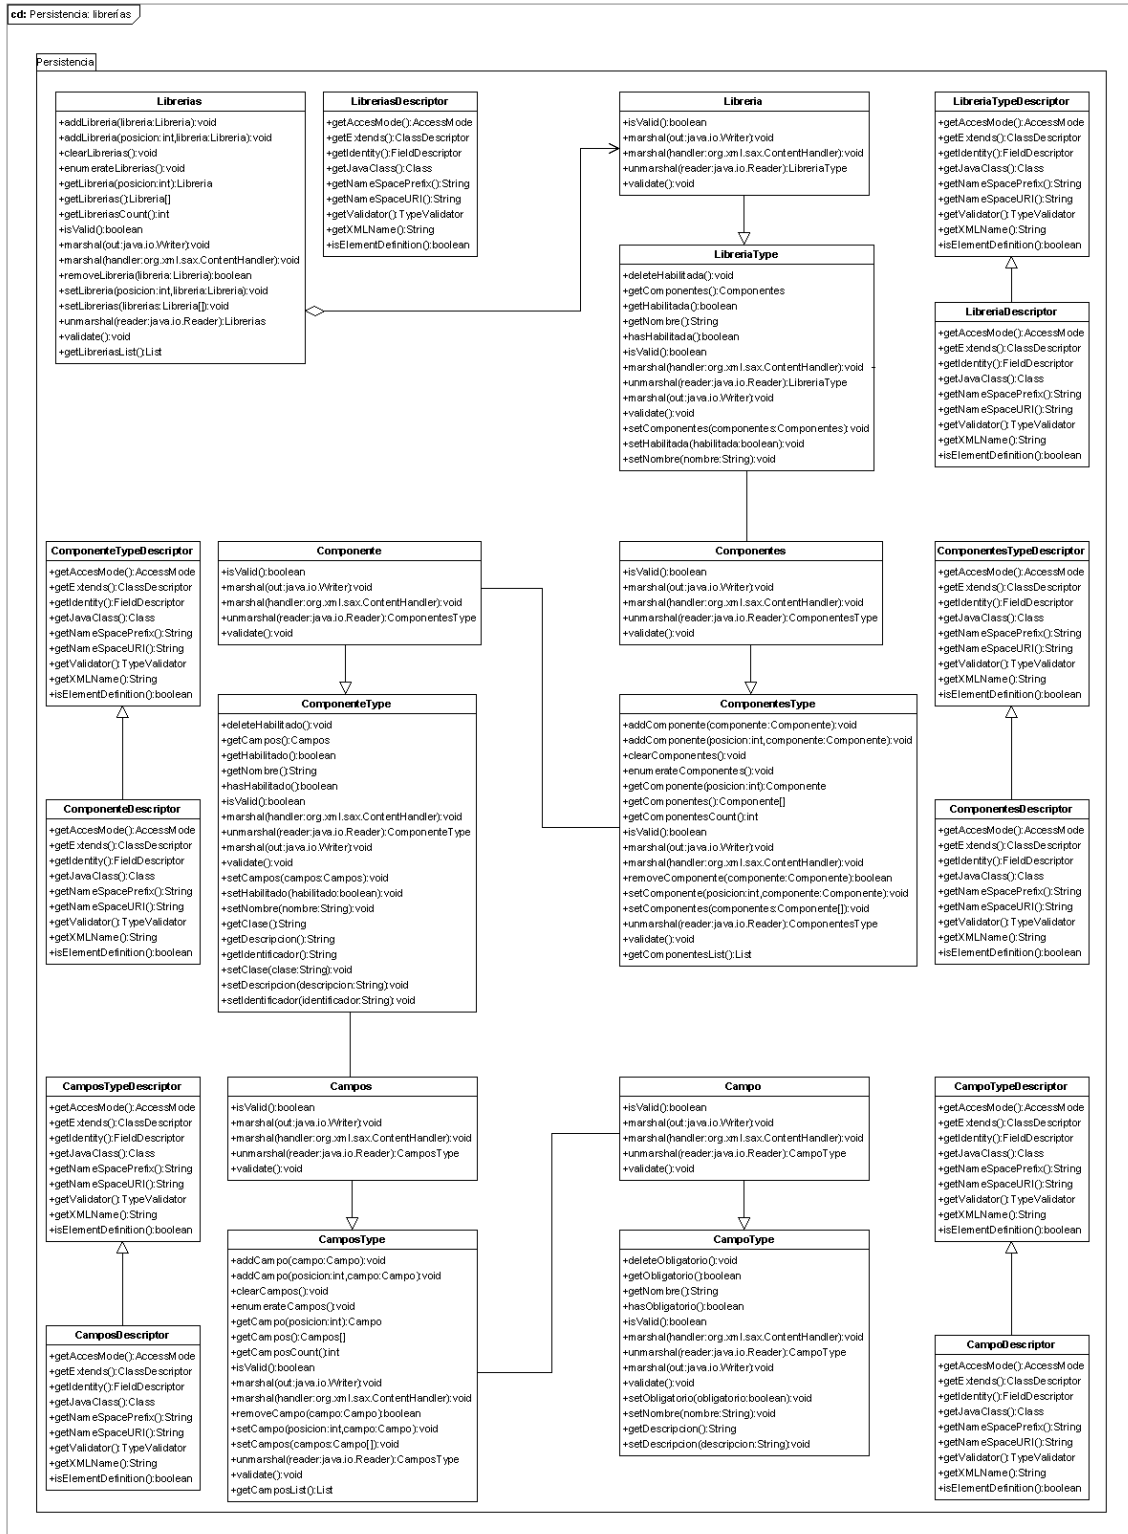 cd: Persistencia: librerías
Persistencia
Librerias
+addLibreria(libreria:Libreria):void
+addLibreria(posicion:int,libreria:Libreria):void
+clearLibrerias():void
+enumerateLibrerias():void
+getLibreria(posicion:int):Libreria
+getLibrerias():Libreria[]
+getLibreriasCount():int
+isValid():boolean
+marshal(out:java.io.Writer):void
+marshal(handler:org.xml.sax.ContentHandler):void
+removeLibreria(libreria:Libreria):boolean
+setLibreria(posicion:int,libreria:Libreria):void
+setLibrerias(librerias:Libreria[]):void
+unmarshal(reader:java.io.Reader):Librerias
+validate():void
+getLibreriasList():List
LibreriasDescriptor
+getAccesMode():AccessMode
+getExtends():ClassDescriptor
+getIdentity():FieldDescriptor
+getJavaClass():Class
+getNameSpacePrefix():String
+getNameSpaceURI():String
+getValidator():TypeValidator
+getXMLName():String
+isElementDefinition():boolean
Libreria
+isValid():boolean
+marshal(out:java.io.Writer):void
+marshal(handler:org.xml.sax.ContentHandler):void
+unmarshal(reader:java.io.Reader):LibreriaType
+validate():void
LibreriaTypeDescriptor
+getAccesMode():AccessMode
+getExtends():ClassDescriptor
+getIdentity():FieldDescriptor
+getJavaClass():Class
+getNameSpacePrefix():String
+getNameSpaceURI():String
+getValidator():TypeValidator
+getXMLName():String
+isElementDefinition():boolean
LibreriaType
+deleteHabilitada():void
+getComponentes():Componentes
+getHabilitada():boolean
+getNombre():String
+hasHabilitada():boolean
+isValid():boolean
+marshal(handler:org.xml.sax.ContentHandler):void
+unmarshal(reader:java.io.Reader):LibreriaType
+marshal(out:java.io.Writer):void
+validate():void
+setComponentes(componentes:Componentes):void
+setHabilitada(habilitada:boolean):void
+setNombre(nombre:String):void
LibreriaDescriptor
+getAccesMode():AccessMode
+getExtends():ClassDescriptor
+getIdentity():FieldDescriptor
+getJavaClass():Class
+getNameSpacePrefix():String
+getNameSpaceURI():String
+getValidator():TypeValidator
+getXMLName():String
+isElementDefinition():boolean
ComponenteTypeDescriptor
+getAccesMode():AccessMode
+getExtends():ClassDescriptor
+getIdentity():FieldDescriptor
+getJavaClass():Class
+getNameSpacePrefix():String
+getNameSpaceURI():String
+getValidator():TypeValidator
+getXMLName():String
+isElementDefinition():boolean
Componente
+isValid():boolean
+marshal(out:java.io.Writer):void
+marshal(handler:org.xml.sax.ContentHandler):void
+unmarshal(reader:java.io.Reader):ComponentesType
+validate():void
Componentes
+isValid():boolean
+marshal(out:java.io.Writer):void
+marshal(handler:org.xml.sax.ContentHandler):void
+unmarshal(reader:java.io.Reader):ComponentesType
+validate():void
ComponentesTypeDescriptor
+getAccesMode():AccessMode
+getExtends():ClassDescriptor
+getIdentity():FieldDescriptor
+getJavaClass():Class
+getNameSpacePrefix():String
+getNameSpaceURI():String
+getValidator():TypeValidator
+getXMLName():String
+isElementDefinition():boolean
ComponenteType
+deleteHabilitado():void
+getCampos():Campos
+getHabilitado():boolean
+getNombre():String
+hasHabilitado():boolean
+isValid():boolean
+marshal(handler:org.xml.sax.ContentHandler):void
+unmarshal(reader:java.io.Reader):ComponenteType
+marshal(out:java.io.Writer):void
+validate():void
+setCampos(campos:Campos):void
+setHabilitado(habilitado:boolean):void
+setNombre(nombre:String):void
+getClase():String
+getDescripcion():String
+getIdentificador():String
+setClase(clase:String):void
+setDescripcion(descripcion:String):void
+setIdentificador(identificador:String):void
ComponentesType
+addComponente(componente:Componente):void
+addComponente(posicion:int,componente:Componente):void
+clearComponentes():void
+enumerateComponentes():void
+getComponente(posicion:int):Componente
+getComponentes():Componente[]
+getComponentesCount():int
+isValid():boolean
+marshal(out:java.io.Writer):void
+marshal(handler:org.xml.sax.ContentHandler):void
+removeComponente(componente:Componente):boolean
+setComponente(posicion:int,componente:Componente):void
+setComponentes(componentes:Componente[]):void
+unmarshal(reader:java.io.Reader):ComponentesType
+validate():void
+getComponentesList():List
ComponenteDescriptor
+getAccesMode():AccessMode
+getExtends():ClassDescriptor
+getIdentity():FieldDescriptor
+getJavaClass():Class
+getNameSpacePrefix():String
+getNameSpaceURI():String
+getValidator():TypeValidator
+getXMLName():String
+isElementDefinition():boolean
ComponentesDescriptor
+getAccesMode():AccessMode
+getExtends():ClassDescriptor
+getIdentity():FieldDescriptor
+getJavaClass():Class
+getNameSpacePrefix():String
+getNameSpaceURI():String
+getValidator():TypeValidator
+getXMLName():String
+isElementDefinition():boolean
CamposTypeDescriptor
+getAccesMode():AccessMode
+getExtends():ClassDescriptor
+getIdentity():FieldDescriptor
+getJavaClass():Class
+getNameSpacePrefix():String
+getNameSpaceURI():String
+getValidator():TypeValidator
+getXMLName():String
+isElementDefinition():boolean
Campos
+isValid():boolean
+marshal(out:java.io.Writer):void
+marshal(handler:org.xml.sax.ContentHandler):void
+unmarshal(reader:java.io.Reader):CamposType
+validate():void
Campo
+isValid():boolean
+marshal(out:java.io.Writer):void
+marshal(handler:org.xml.sax.ContentHandler):void
+unmarshal(reader:java.io.Reader):CampoType
+validate():void
CampoTypeDescriptor
+getAccesMode():AccessMode
+getExtends():ClassDescriptor
+getIdentity():FieldDescriptor
+getJavaClass():Class
+getNameSpacePrefix():String
+getNameSpaceURI():String
+getValidator():TypeValidator
+getXMLName():String
+isElementDefinition():boolean
CamposType
+addCampo(campo:Campo):void
+addCampo(posicion:int,campo:Campo):void
+clearCampos():void
+enumerateCampos():void
+getCampo(posicion:int):Campo
+getCampos():Campos[]
+getCamposCount():int
+isValid():boolean
+marshal(out:java.io.Writer):void
+marshal(handler:org.xml.sax.ContentHandler):void
+removeCampo(campo:Campo):boolean
+setCampo(posicion:int,campo:Campo):void
+setCampos(campos:Campo[]):void
+unmarshal(reader:java.io.Reader):CamposType
+validate():void
+getCamposList():List
CampoType
+deleteObligatorio():void
+getObligatorio():boolean
+getNombre():String
+hasObligatorio():boolean
+isValid():boolean
+marshal(handler:org.xml.sax.ContentHandler):void
+unmarshal(reader:java.io.Reader):CampoType
+marshal(out:java.io.Writer):void
+validate():void
+setObligatorio(obligatorio:boolean):void
+setNombre(nombre:String):void
+getDescripcion():String
+setDescripcion(descripcion:String):void
CamposDescriptor
+getAccesMode():AccessMode
+getExtends():ClassDescriptor
+getIdentity():FieldDescriptor
+getJavaClass():Class
+getNameSpacePrefix():String
+getNameSpaceURI():String
+getValidator():TypeValidator
+getXMLName():String
+isElementDefinition():boolean
CampoDescriptor
+getAccesMode():AccessMode
+getExtends():ClassDescriptor
+getIdentity():FieldDescriptor
+getJavaClass():Class
+getNameSpacePrefix():String
+getNameSpaceURI():String
+getValidator():TypeValidator
+getXMLName():String
+isElementDefinition():boolean